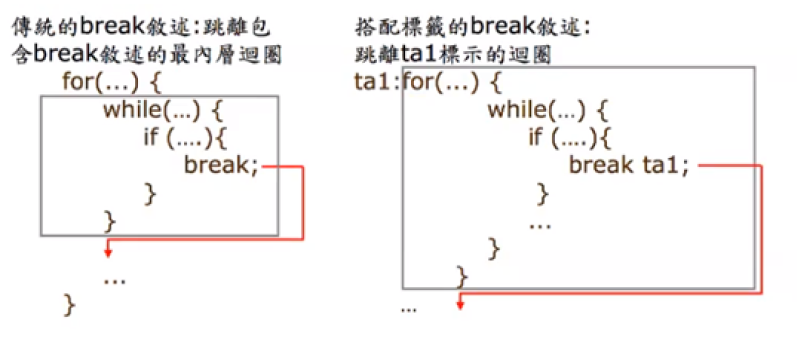 傳統的break敘述:跳離包
含break敘述的最內層迴圈
for(...) {
while(...) {
if (....){
break;
}
}
...
}
搭配標籤的break敘述:
跳離ta1標示的迴圈
ta1:for(...) {
while(...) {
if (....){
break ta1;
}
...
}
}
...